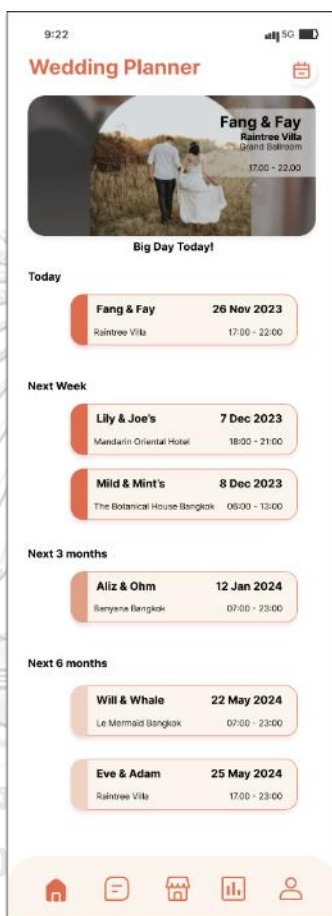 9:22 5G
Wedding Planner
Fang & Fay
Raintree Villa
Grand Ballroom
17.00 - 22.00
Big Day Today!
Today
Fang & Fay 26 Nov 2023
Raintree Villa 17:00 - 22:00
Next Week
Lily & Joe's 7 Dec 2023
Mandarin Oriental Hotel 18:00 - 21:00
Mild & Mint's 8 Dec 2023
The Botanical House Bangkok 06:00 - 13:00
Next 3 months
Aliz & Ohm 12 Jan 2024
Banyana Bangkok 07:00 - 23:00
Next 6 months
Will & Whale 22 May 2024
Le Mermaid Bangkok 07:00 - 23:00
Eve & Adam 25 May 2024
Raintree Villa 17.00 - 23:00